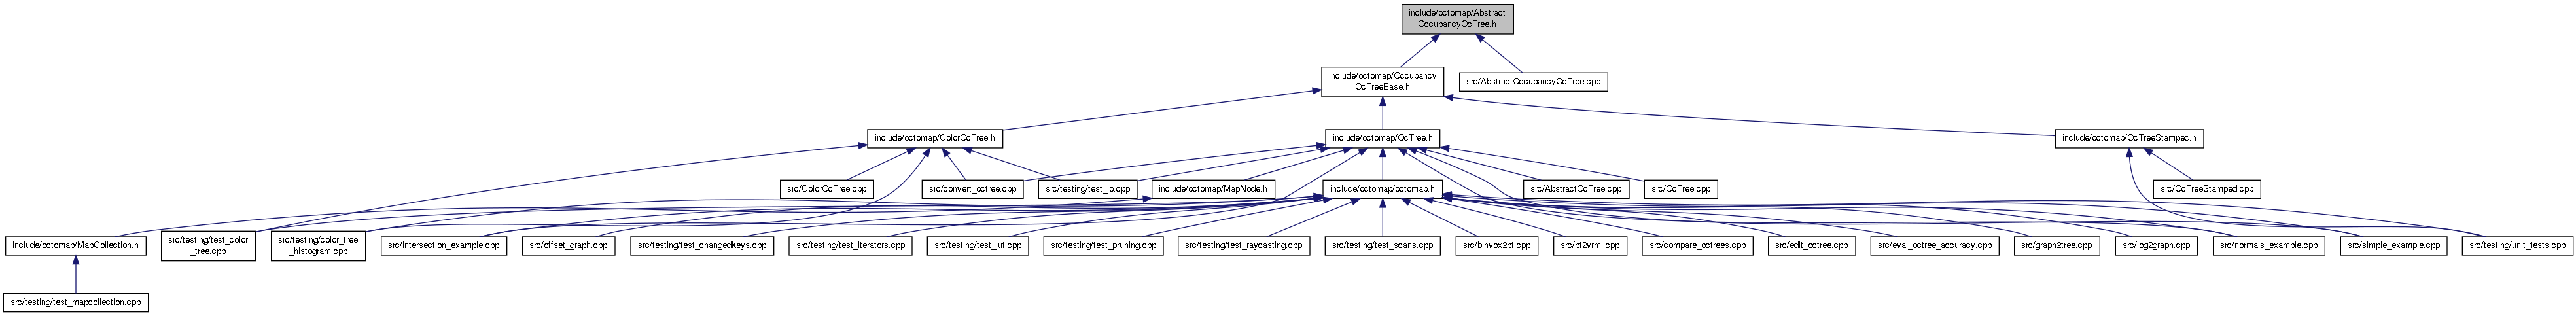 include/octomap/Abstract
OccupancyOcTree.h
include/octomap/Occupancy
OcTreeBase.h
src/AbstractOccupancyOcTree.cpp
include/octomap/ColorOcTree.h
include/octomap/OcTree.h
include/octomap/OcTreeStamped.h
src/ColorOcTree.cpp
src/convert_octree.cpp
src/testing/test_io.cpp
include/octomap/MapNode.h
include/octomap/octomap.h
src/AbstractOcTree.cpp
src/OcTree.cpp
src/OcTreeStamped.cpp
include/octomap/MapCollection.h
src/testing/test_color
_tree.cpp
src/testing/color_tree
_histogram.cpp
src/intersection_example.cpp
src/offset_graph.cpp
src/testing/test_changedkeys.cpp
src/testing/test_iterators.cpp
src/testing/test_lut.cpp
src/testing/test_pruning.cpp
src/testing/test_raycasting.cpp
src/testing/test_scans.cpp
src/binvox2bt.cpp
src/bt2vrml.cpp
src/compare_octrees.cpp
src/edit_octree.cpp
src/eval_octree_accuracy.cpp
src/graph2tree.cpp
src/log2graph.cpp
src/normals_example.cpp
src/simple_example.cpp
src/testing/unit_tests.cpp
src/testing/test_mapcollection.cpp